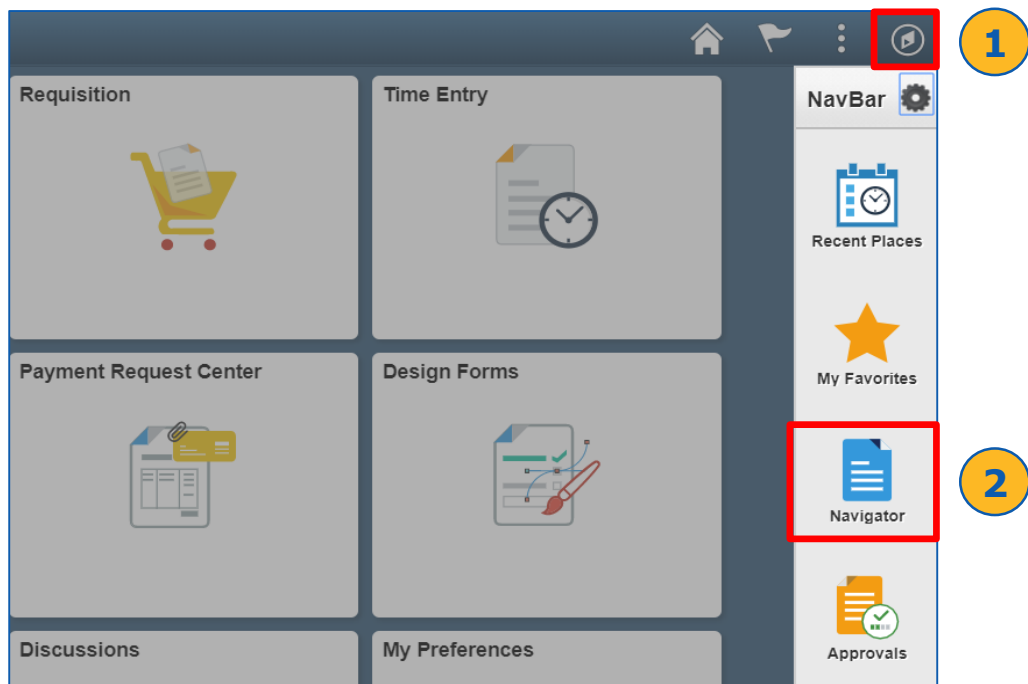 1
Requisition
Time Entry
NavBar
Recent Places
My Favorites
Payment Request Center
Design Forms
Navigator
2
Discussions
My Preferences
Approvals